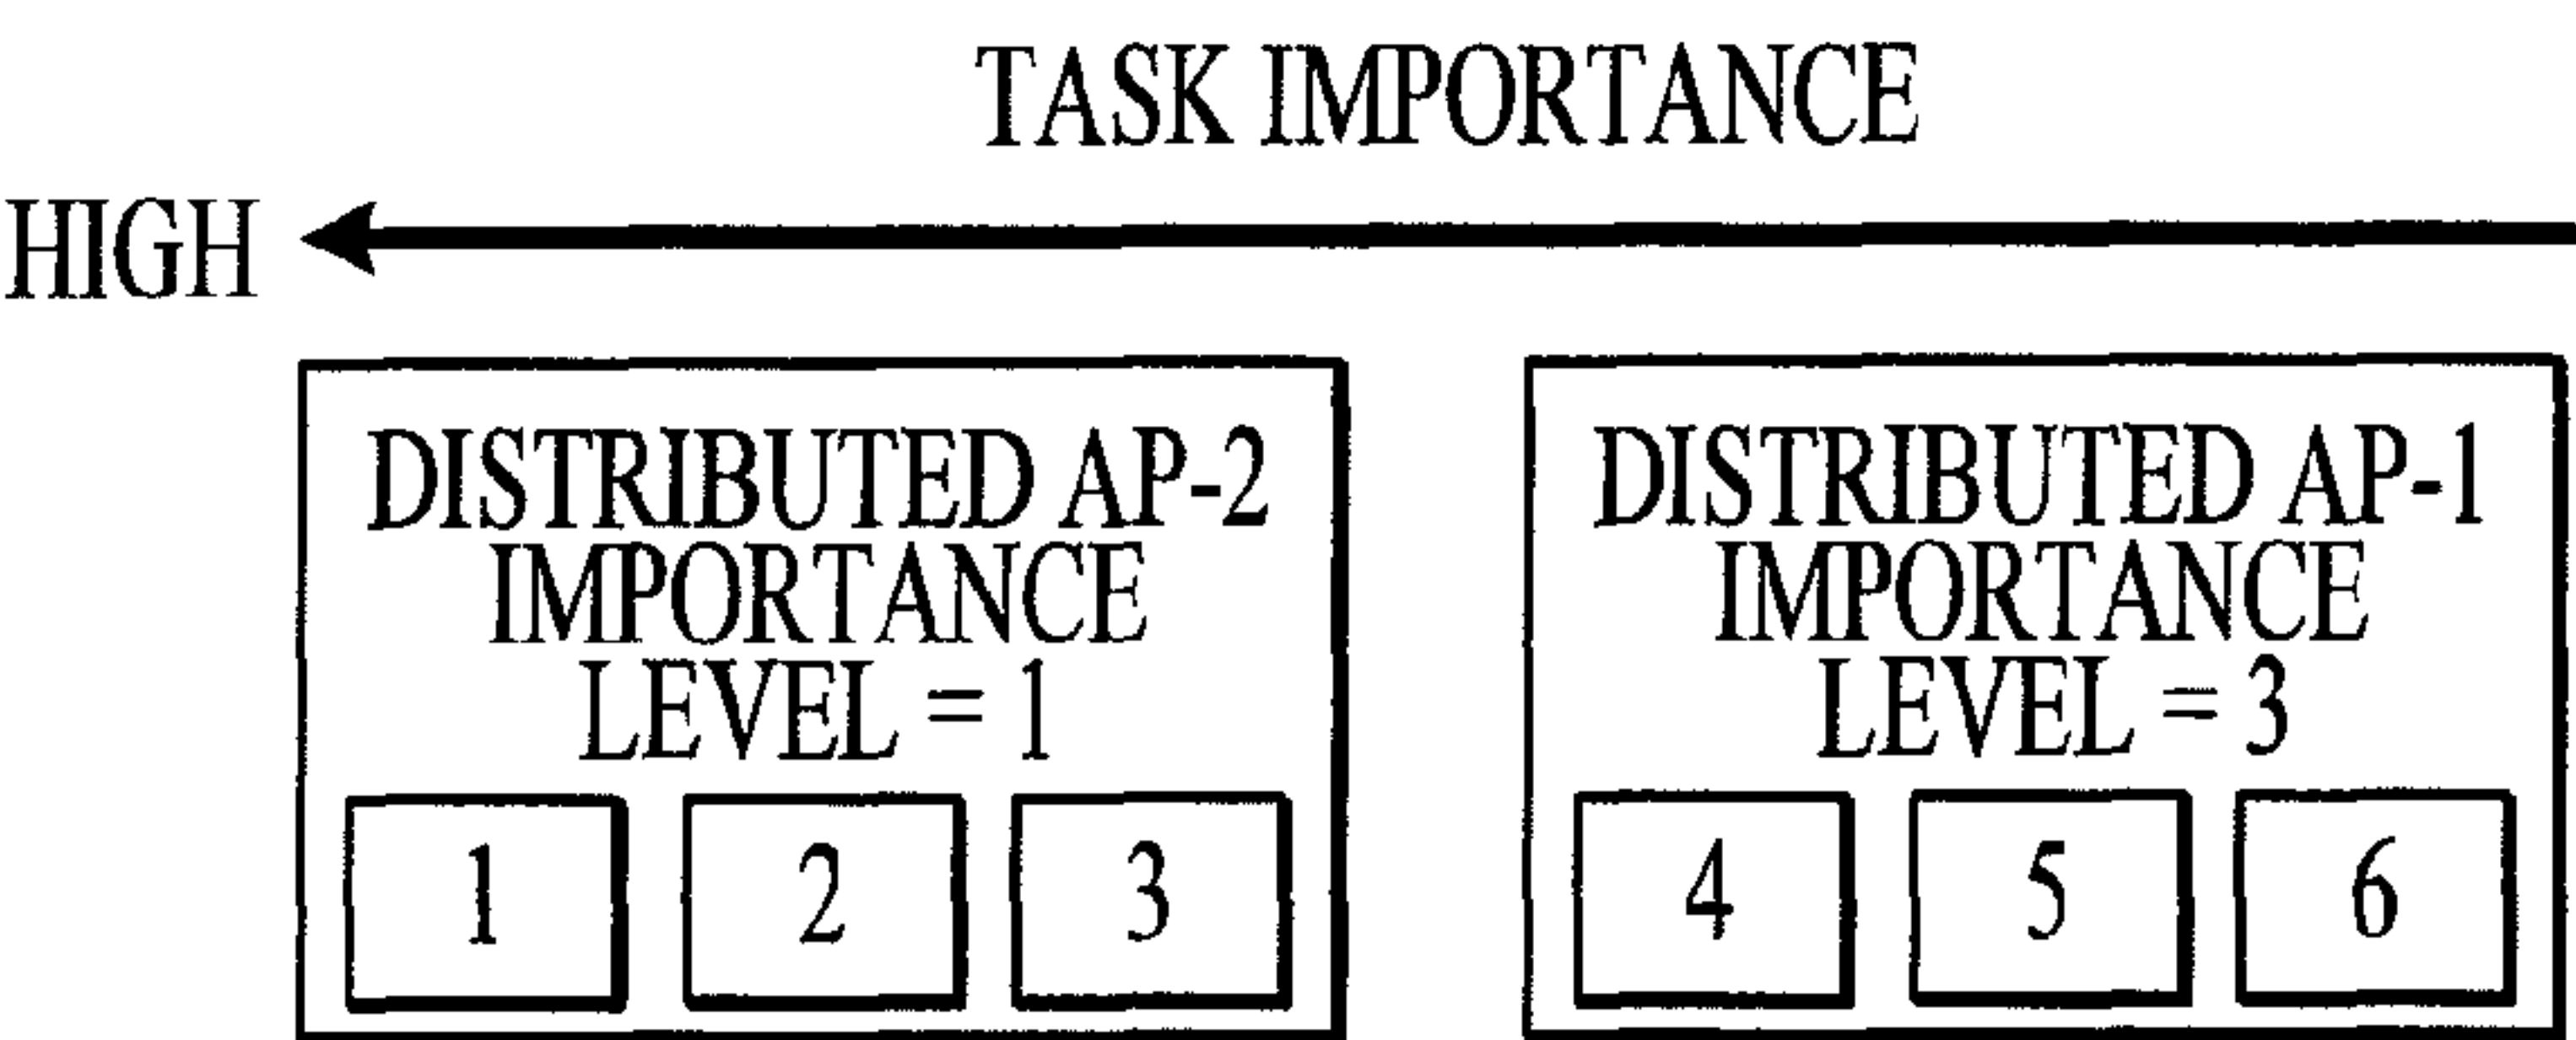 TASK IMPORTANCE
HIGH
DISTRIBUTED AP-2
IMPORTANCE
LEVEL = 1
1 2 3
DISTRIBUTED AP-1
IMPORTANCE
LEVEL = 3
4 5 6